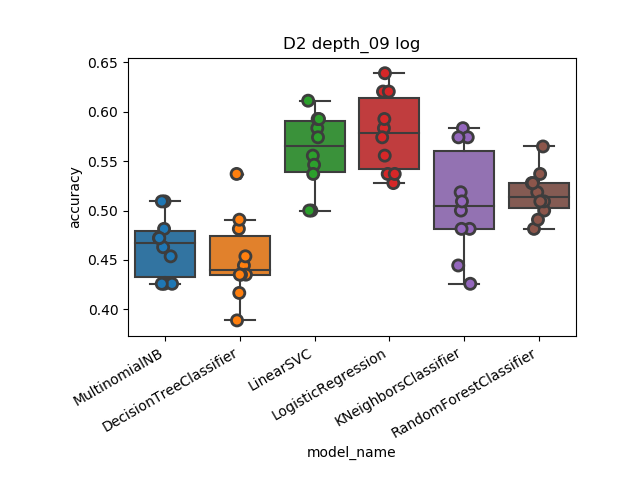 D2 depth_09 log
accuracy
0.65
0.60
0.55
0.50
0.45
0.40
MultinomialNB
DecisionTreeClassifier
LinearSVC
LogisticRegression
KNeighborsClassifier
RandomForestClassifier
model_name